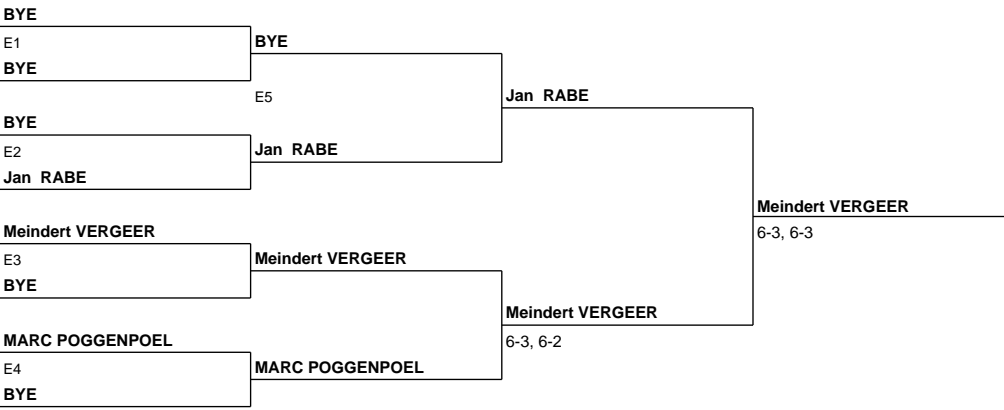 BYE
E1
BYE
BYE
E5
Jan RABE
BYE
E2
Jan RABE
Jan RABE
Meindert VERGEER
6-3, 6-3
Meindert VERGEER
E3
BYE
Meindert VERGEER
Meindert VERGEER
6-3, 6-2
MARC POGGENPOEL
E4
BYE
MARC POGGENPOEL